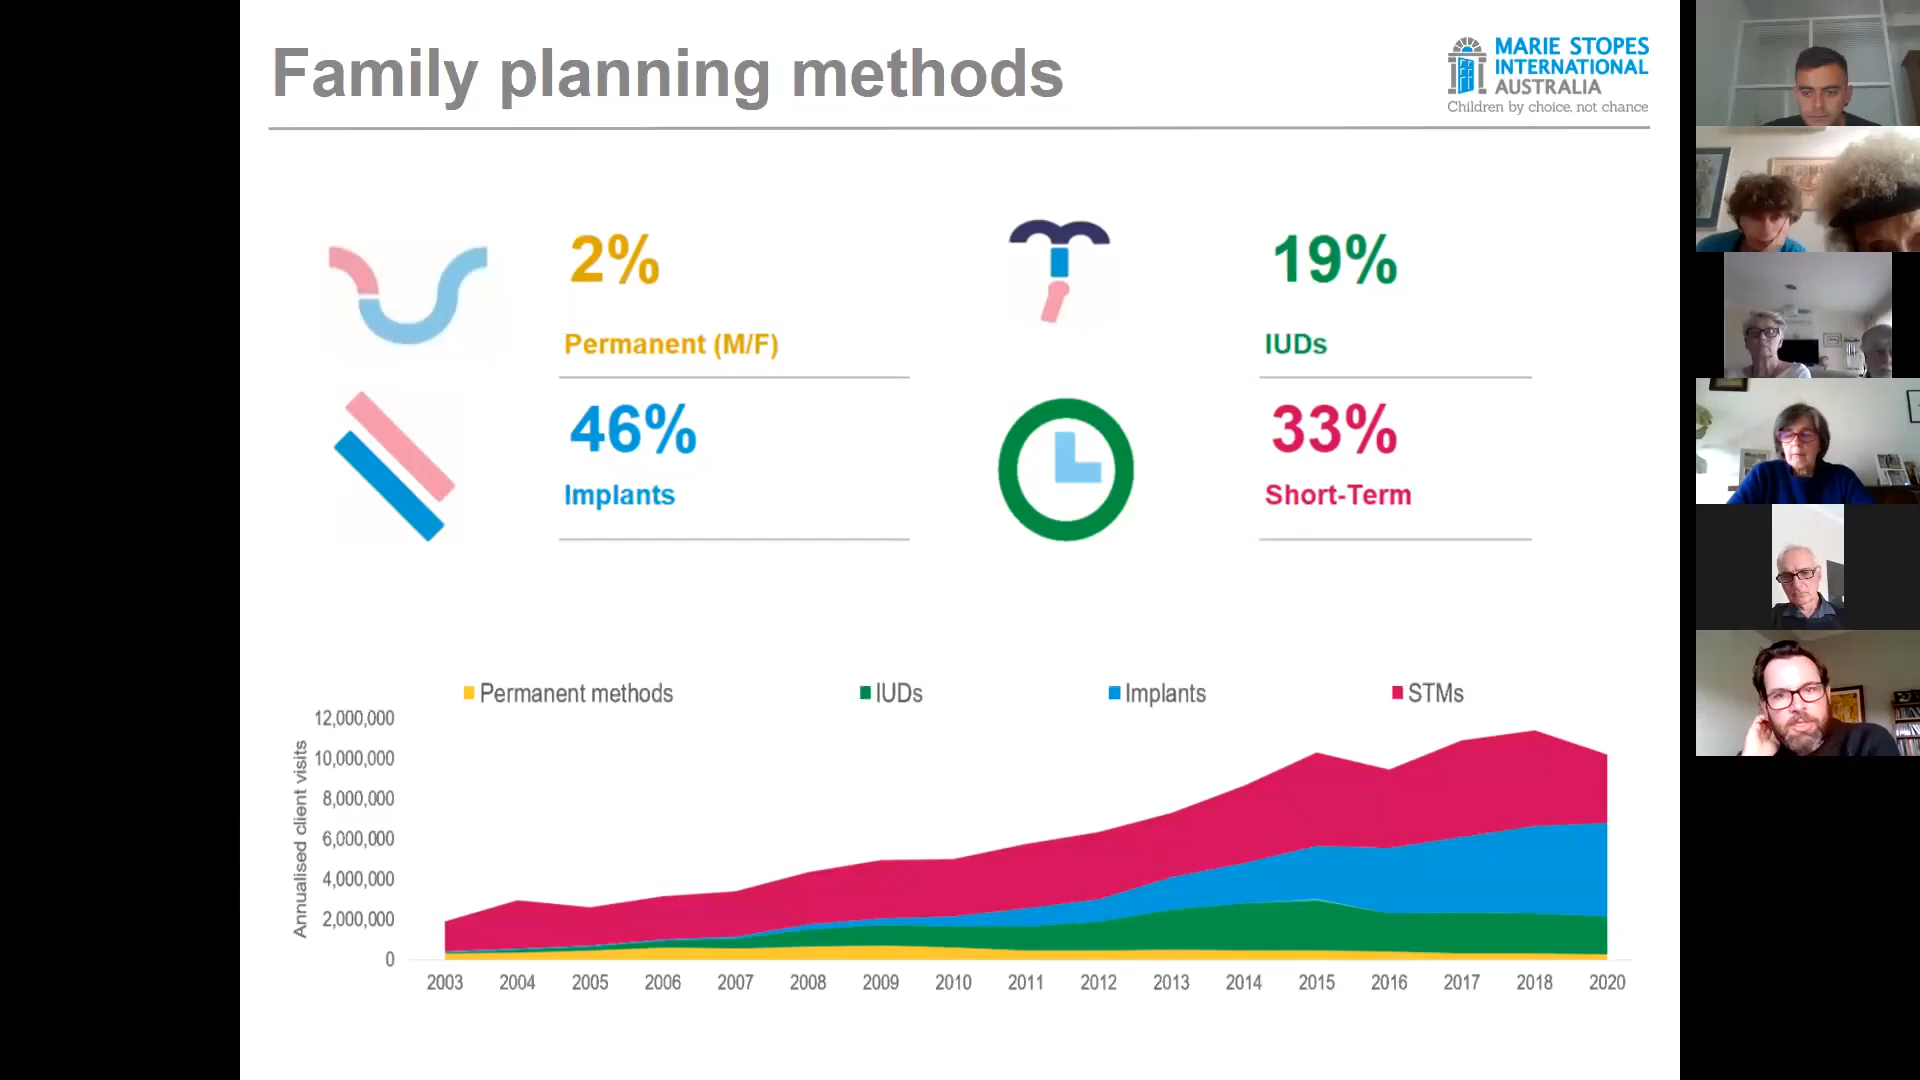 Family planning methods
MARIE STOPES
INTERNATIONAL
AUSTRALIA
Children by choice, not chance
2%
Permanent (M/F)
19%
IUDs
46%
Implants
33%
Short-Term
Permanent methods
IUDs
Implants
STMs
Annualised client visits
12,000,000
10,000,000
8,000,000
6,000,000
4,000,000
2,000,000
0
2003 2004 2005 2006 2007 2008 2009 2010 2011 2012 2013 2014 2015 2016 2017 2018 2020